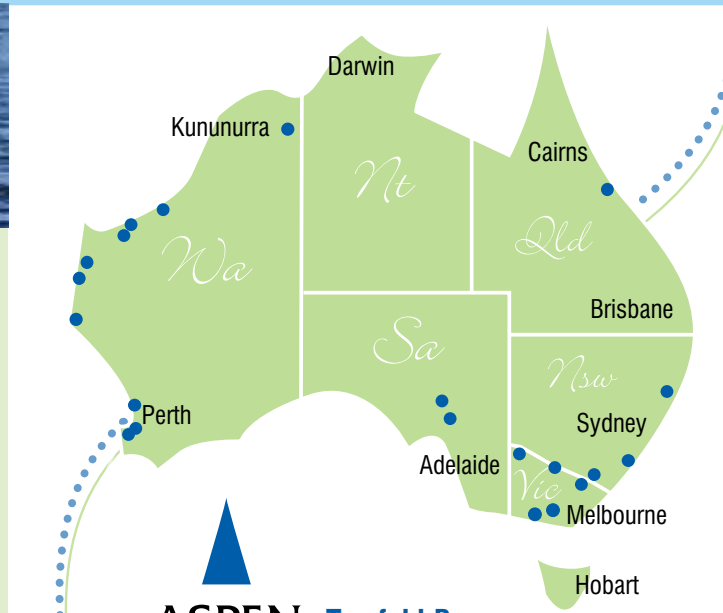 Darwin
Kununurra
Cairns
Nt
Qld
Wa
Brisbane
Sa
Nsw
Perth
Sydney
Adelaide
Vic
Melbourne
Hobart
ASPEN